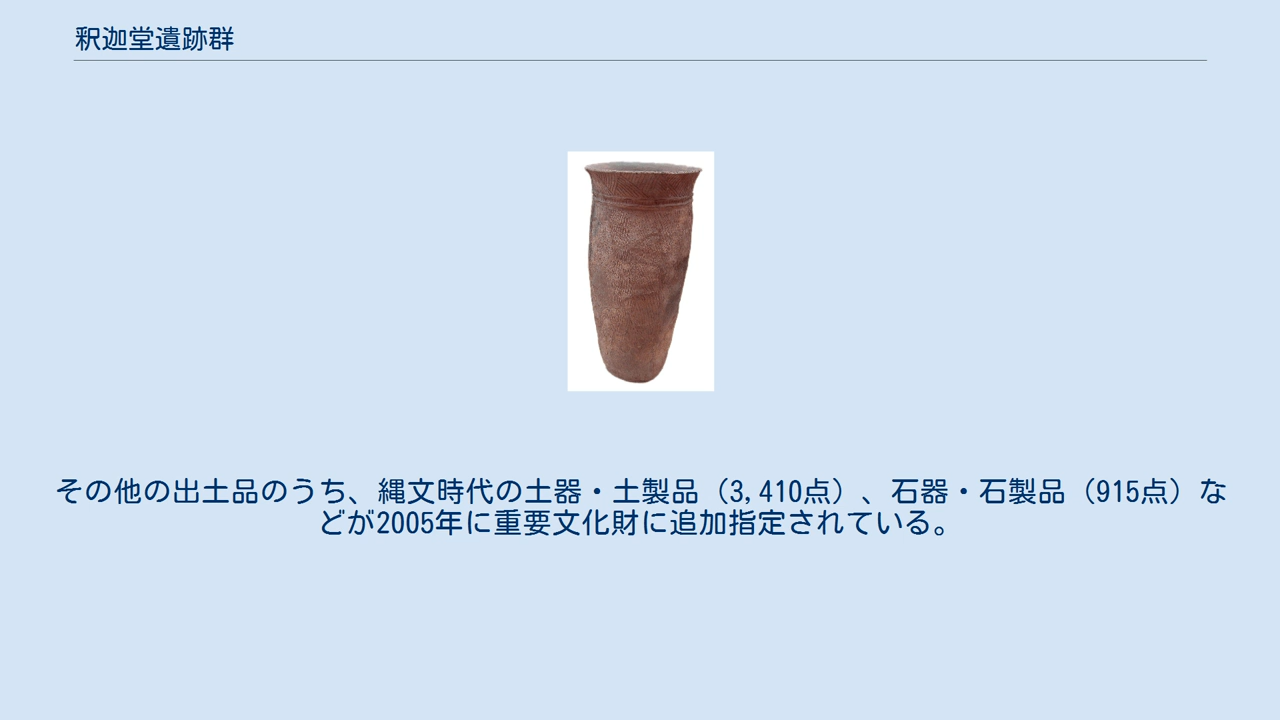 釈迦堂遺跡群
その他の出土品のうち、縄文時代の土器・土製品（3,410点）、石器・石製品（915点）な
どが2005年に重要文化財に追加指定されている。